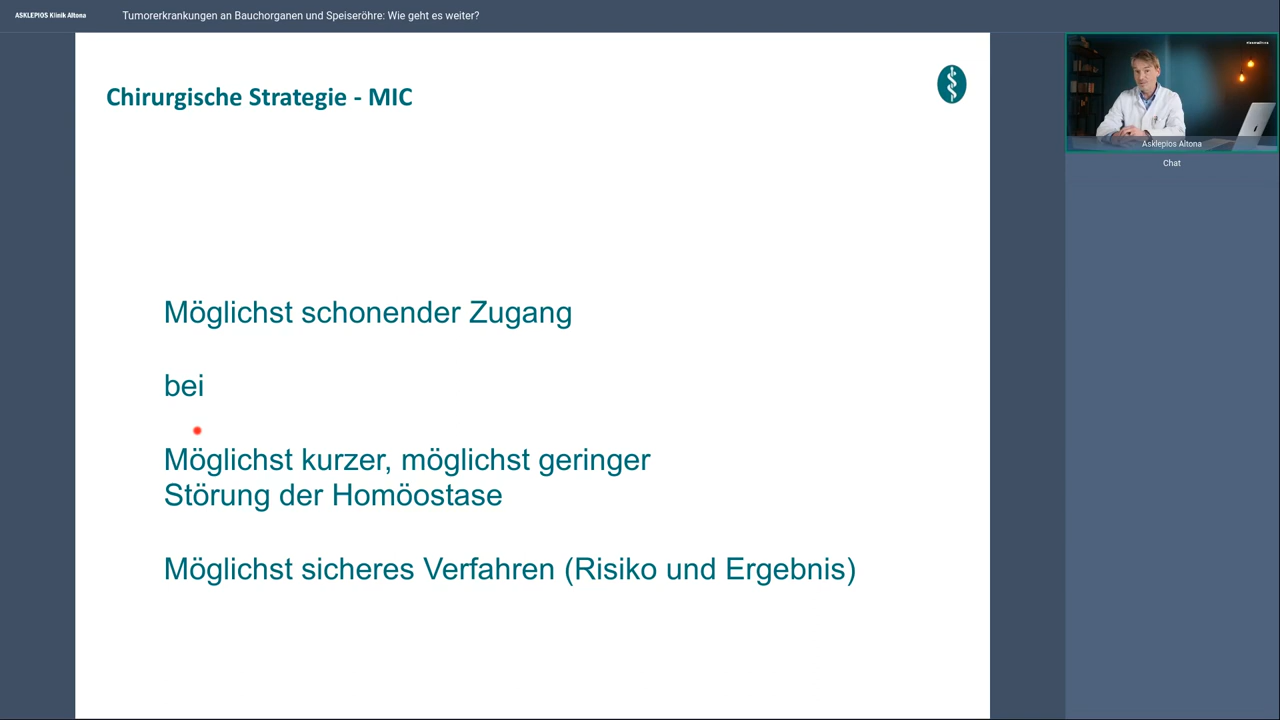 ASKLEPIOS Klinik Altona
Tumorerkrankungen an Bauchorganen und Speiseröhre: Wie geht es weiter?
Chirurgische Strategie - MIC
Möglichst schonender Zugang
bei
Möglichst kurzer, möglichst geringer
Störung der Homöostase
Möglichst sicheres Verfahren (Risiko und Ergebnis)
Asklepios Altona
Chat